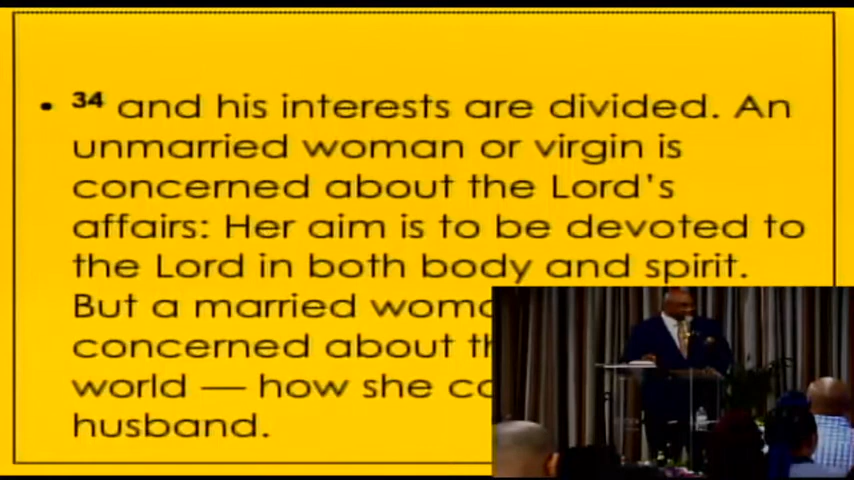 • 34 and his interests are divided. An
unmarried woman or virgin is
concerned about the Lord's
affairs: Her aim is to be devoted to
the Lord in both body and spirit.
But a married
concerned about
world — how she
husband.